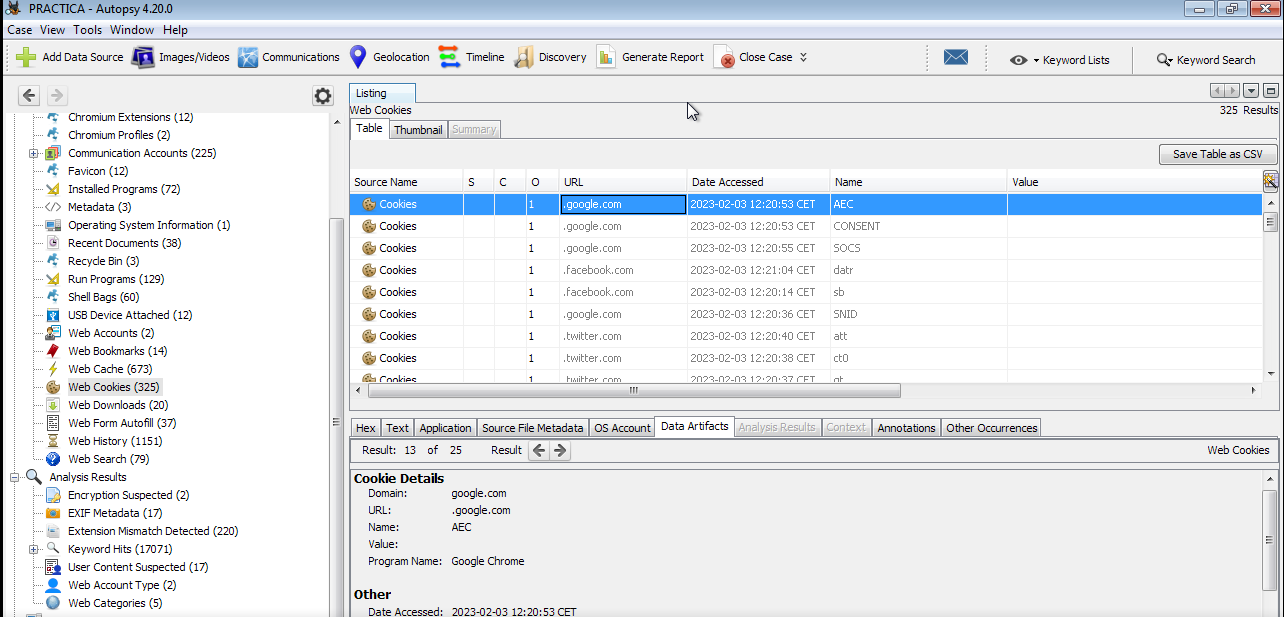 PRACTICA - Autopsy 4.20.0
Case View Tools Window Help
Add Data Source Images/Videos Communications Geolocation Timeline Discovery Generate Report Close Case Keyword Lists Keyword Search
Chromium Extensions (12)
Chromium Profiles (2)
Communication Accounts (225)
Favicon (12)
Installed Programs (72)
Metadata (3)
Operating System Information (1)
Recent Documents (38)
Recycle Bin (3)
Run Programs (129)
Shell Bags (60)
USB Device Attached (12)
Web Accounts (2)
Web Bookmarks (14)
Web Cache (673)
Web Cookies (325)
Web Downloads (20)
Web Form Autofill (37)
Web History (1151)
Web Search (79)
Analysis Results
Encryption Suspected (2)
EXIF Metadata (17)
Extension Mismatch Detected (220)
Keyword Hits (17071)
User Content Suspected (17)
Web Account Type (2)
Web Categories (5)
Listing
Web Cookies 325 Results
Table Thumbnail Summary
Save Table as CSV
Source Name S C O URL Date Accessed Name Value
Cookies 1 .google.com 2023-02-03 12:20:53 CET AEC
Cookies 1 .google.com 2023-02-03 12:20:53 CET CONSENT
Cookies 1 .google.com 2023-02-03 12:20:55 CET SOCS
Cookies 1 .facebook.com 2023-02-03 12:21:04 CET datr
Cookies 1 .facebook.com 2023-02-03 12:20:14 CET sb
Cookies 1 .google.com 2023-02-03 12:20:36 CET SNID
Cookies 1 .twitter.com 2023-02-03 12:20:40 CET att
Cookies 1 .twitter.com 2023-02-03 12:20:38 CET ct0
Cookies 1 .twitter.com 2023-02-03 12:20:37 CET gt
Hex Text Application Source File Metadata OS Account Data Artifacts Analysis Results Context Annotations Other Occurrences
Result: 13 of 25 Result Web Cookies
Cookie Details
Domain: google.com
URL: .google.com
Name: AEC
Value:
Program Name: Google Chrome
Other
Date Accessed: 2023-02-03 12:20:53 CET